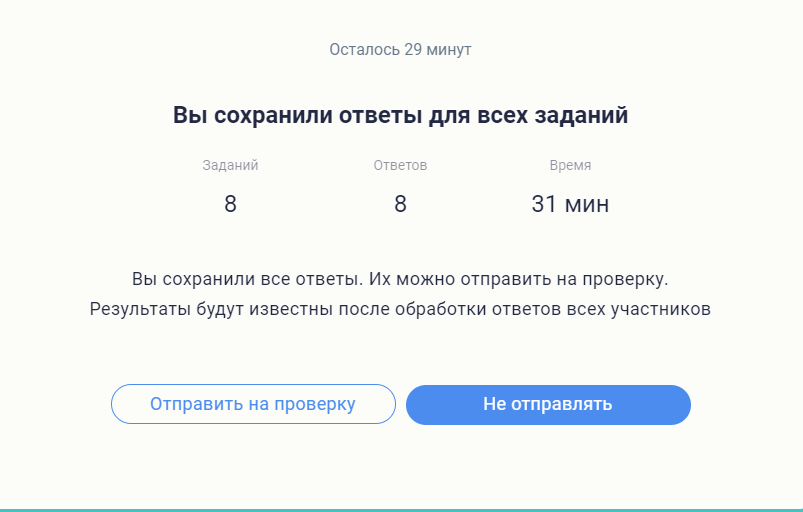 Осталось 29 минут
Вы сохранили ответы для всех заданий
Заданий Ответов Время
8 8 31 мин
Вы сохранили все ответы. Их можно отправить на проверку.
Результаты будут известны после обработки ответов всех участников
Отправить на проверку Не отправлять